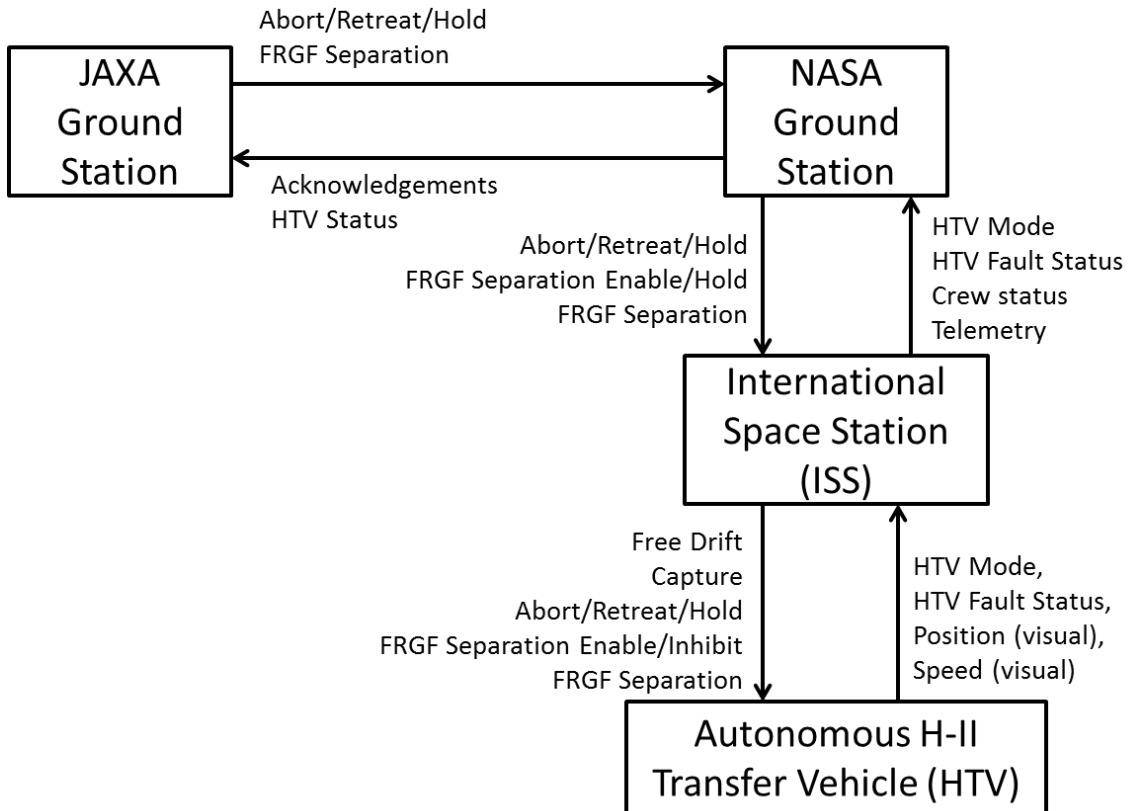 Abort/Retreat/Hold
FRGF Separation
JAXA
Ground
Station
NASA
Ground
Station
Acknowledgements
HTV Status
Abort/Retreat/Hold
FRGF Separation Enable/Hold
FRGF Separation
HTV Mode
HTV Fault Status
Crew status
Telemetry
International
Space Station
(ISS)
Free Drift
Capture
Abort/Retreat/Hold
FRGF Separation Enable/Inhibit
FRGF Separation
HTV Mode,
HTV Fault Status,
Position (visual),
Speed (visual)
Autonomous H-II
Transfer Vehicle (HTV)